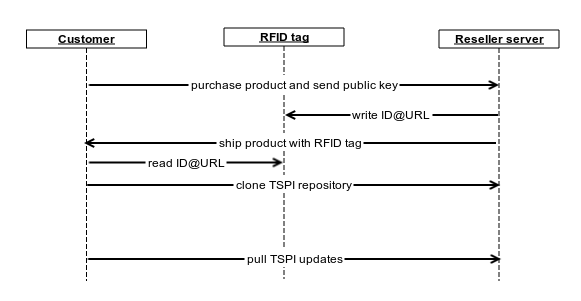 Customer
RFID tag
Reseller server
purchase product and send public key
write ID@URL
ship product with RFID tag
read ID@URL
clone TSPI repository
pull TSPI updates